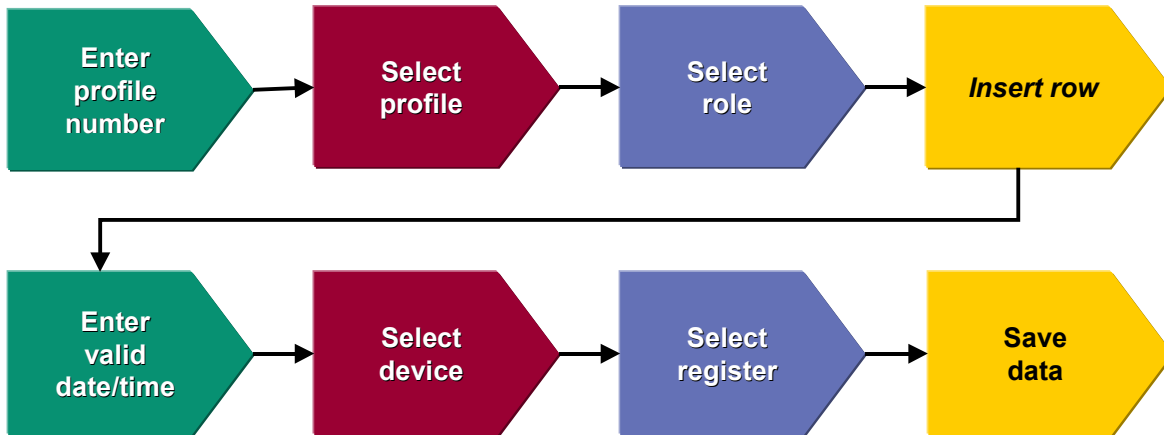 Enter
profile
number
Select
profile
Select
role
Insert row
Enter
valid
date/time
Select
device
Select
register
Save
data